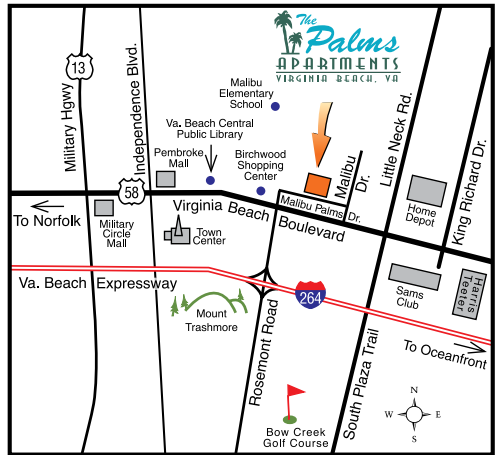 The
Palms
APARTMENTS
VIRGINIA BEACH, VA
13
Military Hgwy
Independence Blvd.
Malibu
Elementary
School
Va. Beach Central
Public Library
Pembroke
Mall
Birchwood
Shopping
Center
Malibu
Dr.
Little Neck Rd.
King Richard Dr.
58
To Norfolk
Military
Circle
Mall
Virginia
Beach
Boulevard
Malibu Palms
Dr.
Home
Depot
Town
Center
Va. Beach
Expressway
Mount
Trashmore
264
Sams
Club
Harris
Teeter
Rosemont Road
South Plaza Trail
To Oceanfront
Bow Creek
Golf Course
N
W
E
S